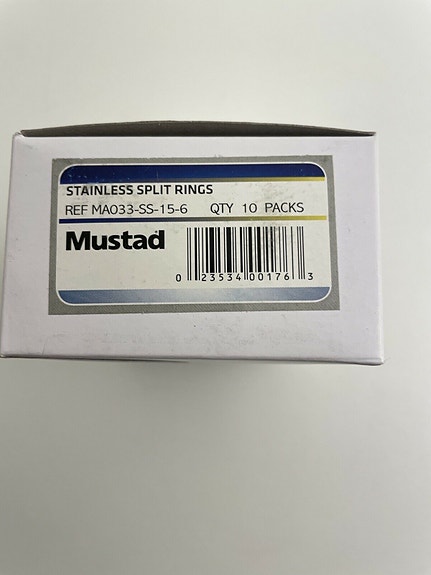 STAINLESS SPLIT RINGS
REF MA033-SS-15-6 QTY 10 PACKS
Mustad
0 23534 00176 3